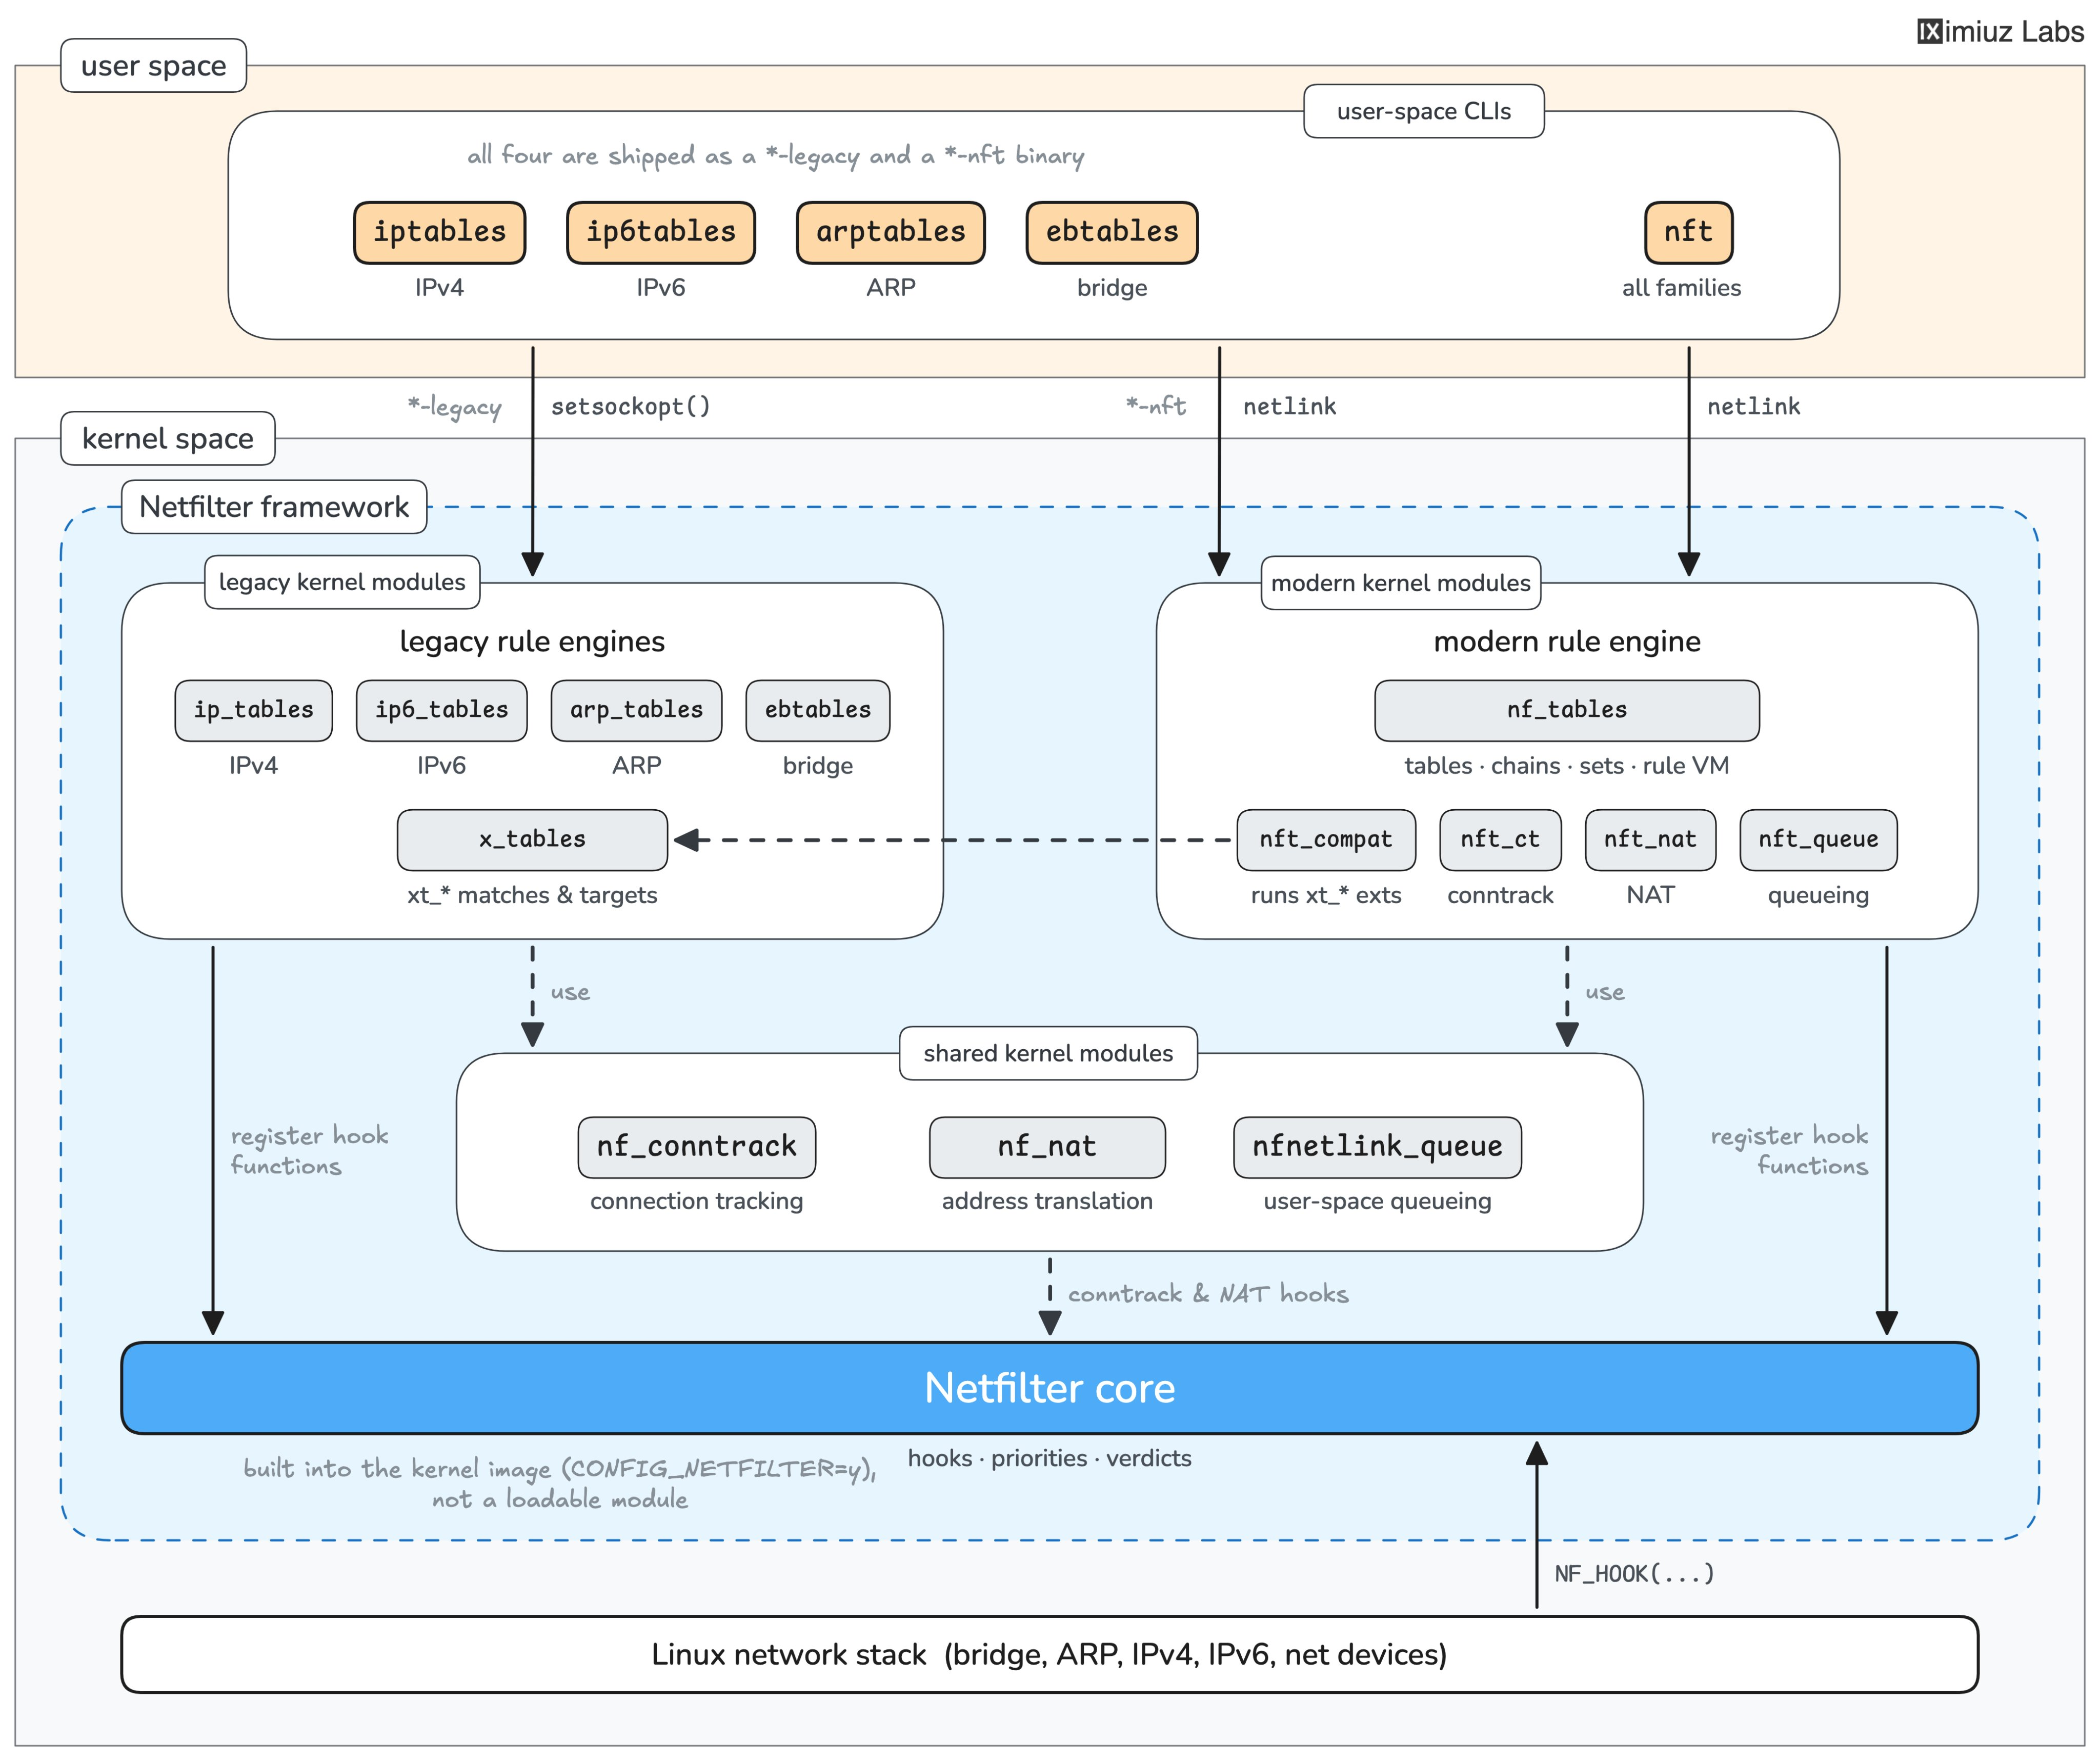 iximiuz Labs
user space
user-space CLIs
all four are shipped as a *-legacy and a *-nft binary
iptables
ip6tables
arptables
ebtables
nft
IPv4
IPv6
ARP
bridge
all families
*-legacy
setsockopt()
*-nft
netlink
netlink
kernel space
Netfilter framework
legacy kernel modules
modern kernel modules
legacy rule engines
modern rule engine
ip_tables
ip6_tables
arp_tables
ebtables
nf_tables
IPv4
IPv6
ARP
bridge
tables · chains · sets · rule VM
x_tables
nft_compat
nft_ct
nft_nat
nft_queue
xt_* matches & targets
runs xt_* exts
conntrack
NAT
queueing
use
use
shared kernel modules
register hook
functions
register hook
functions
nf_conntrack
nf_nat
nfnetlink_queue
connection tracking
address translation
user-space queueing
conntrack & NAT hooks
Netfilter core
hooks · priorities · verdicts
built into the kernel image (CONFIG_NETFILTER=y),
not a loadable module
NF_HOOK(...)
Linux network stack (bridge, ARP, IPv4, IPv6, net devices)